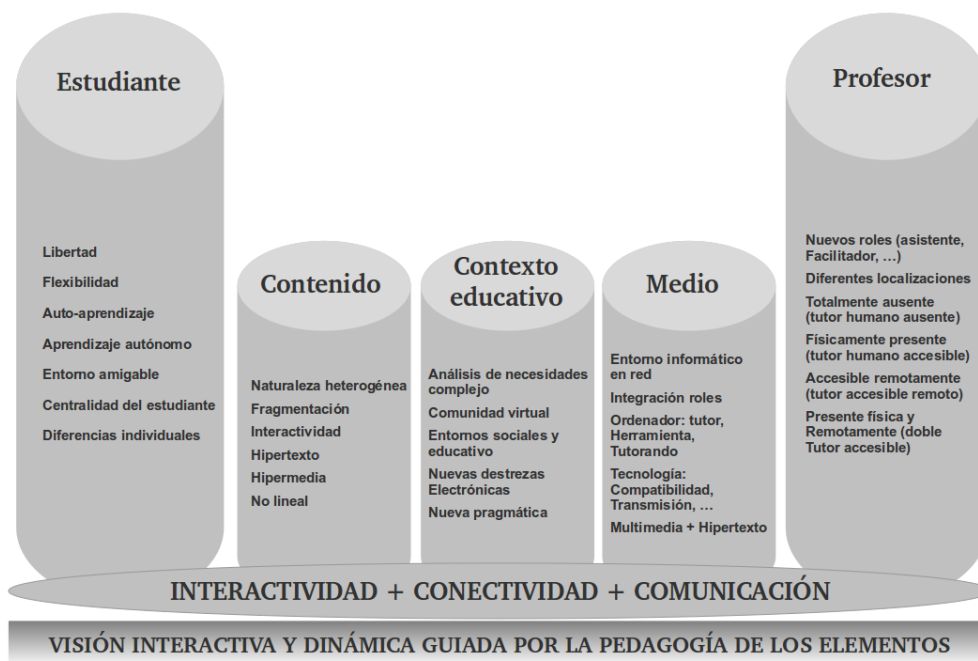 Estudiante
Libertad
Flexibilidad
Auto-aprendizaje
Aprendizaje autónomo
Entorno amigable
Centralidad del estudiante
Diferencias individuales
Contenido
Naturaleza heterogénea
Fragmentación
Interactividad
Hipertexto
Hipermedia
No lineal
Contexto
educativo
Análisis de necesidades
complejo
Comunidad virtual
Entornos sociales y
educativo
Nuevas destrezas
Electrónicas
Nueva pragmática
Medio
Entorno informático
en red
Integración roles
Ordenador: tutor,
Herramienta,
Tutorando
Tecnología:
Compatibilidad,
Transmisión, ...
Multimedia + Hipertexto
Profesor
Nuevos roles (asistente,
Facilitador, ...)
Diferentes localizaciones
Totalmente ausente
(tutor humano ausente)
Físicamente presente
(tutor humano accesible)
Accesible remotamente
(tutor accesible remoto)
Presente física y
Remotamente (doble
Tutor accesible)
INTERACTIVIDAD + CONECTIVIDAD + COMUNICACIÓN
VISIÓN INTERACTIVA Y DINÁMICA GUIADA POR LA PEDAGOGÍA DE LOS ELEMENTOS